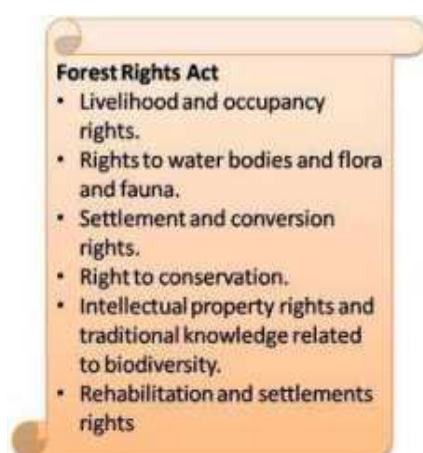 Forest Rights Act
• Livelihood and occupancy
rights.
• Rights to water bodies and flora
and fauna.
• Settlement and conversion
rights.
• Right to conservation.
• Intellectual property rights and
traditional knowledge related
to biodiversity.
• Rehabilitation and settlements
rights